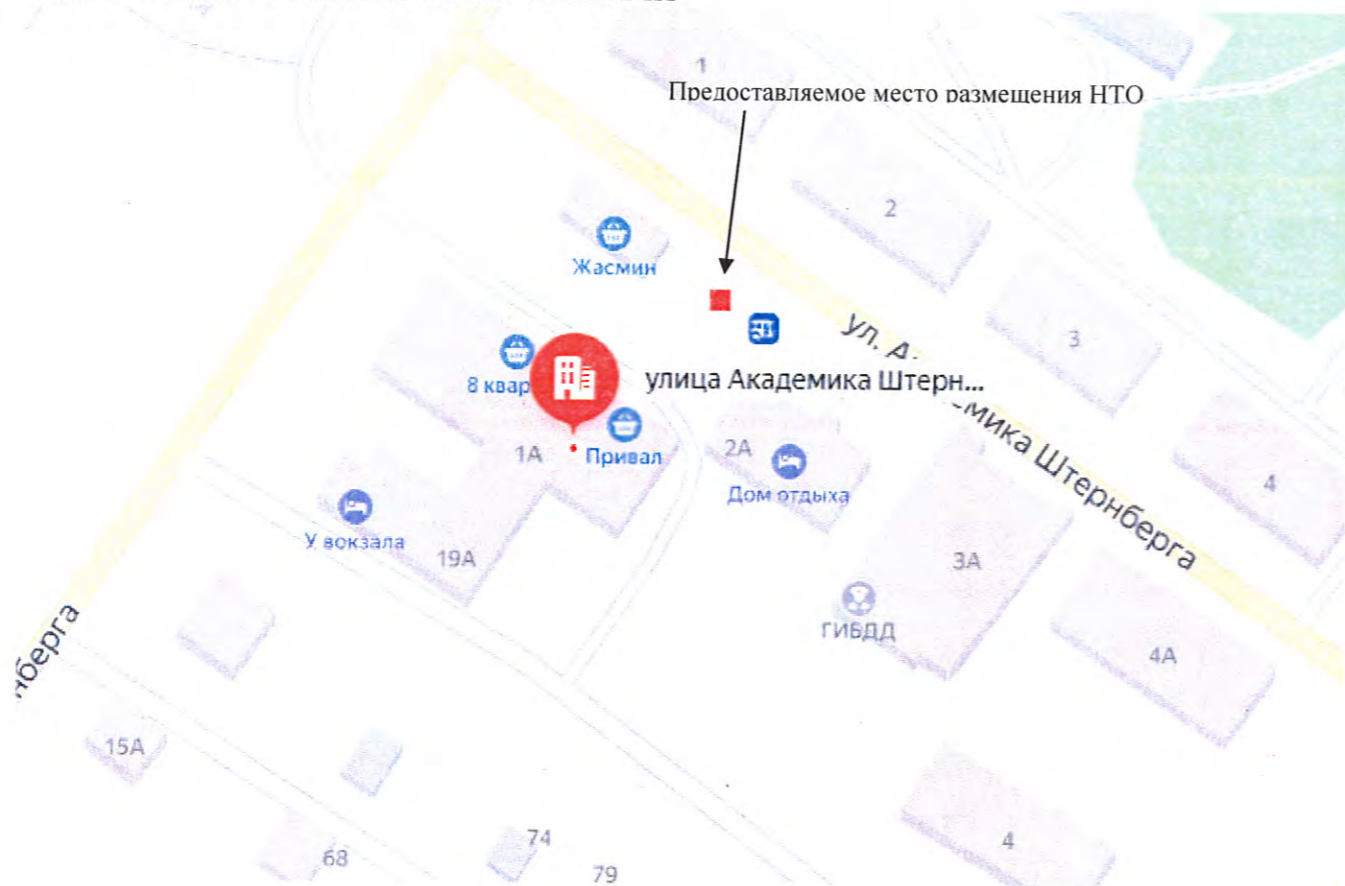 1
Предоставляемое место размещения НТО
2
Жасмин
3
8 квар
улица Академика Штерн...
ул. А
мика Штернберга
1А
Привал
2А
Дом отдыха
4
У вокзала
19А
3А
ГИБДД
4А
нберга
15А
74
68
79
4